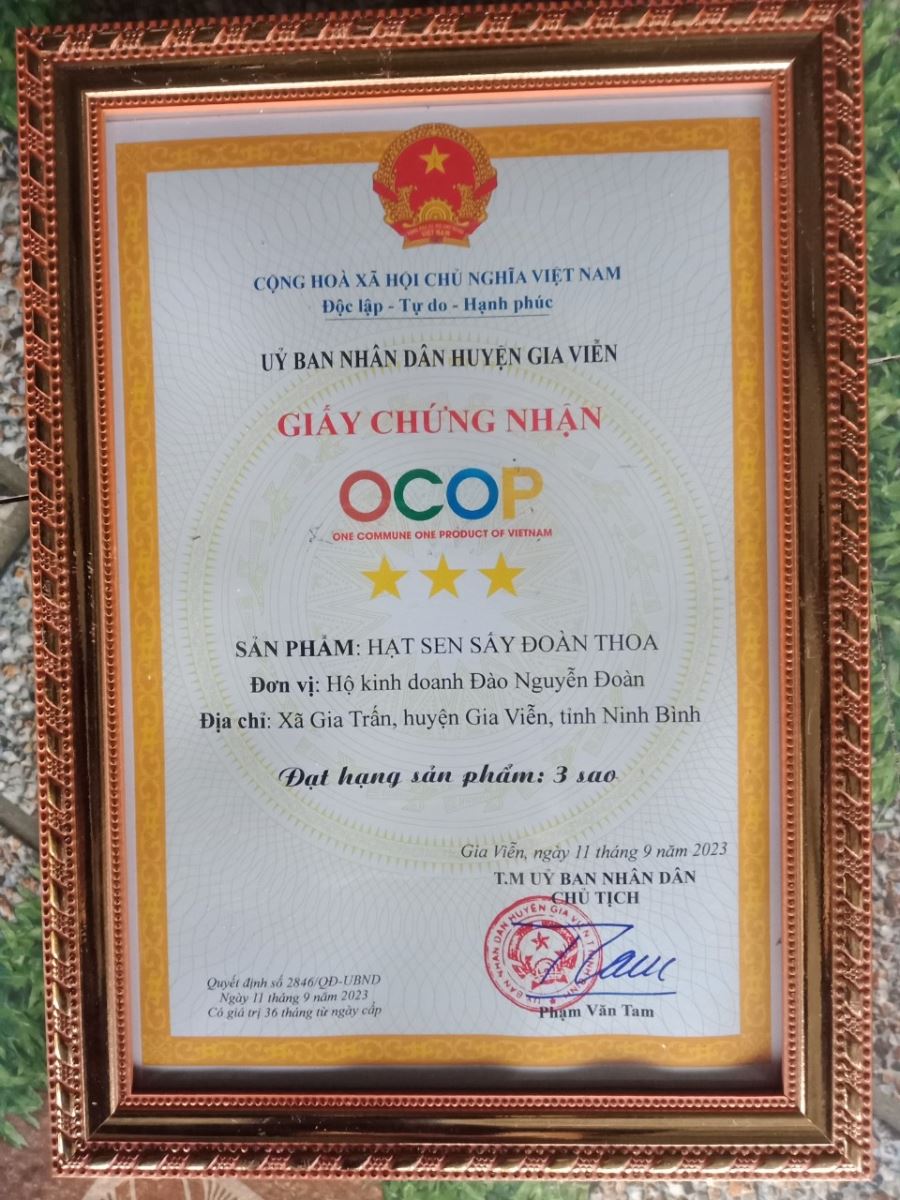 CỘNG HOÀ XÃ HỘI CHỦ NGHĨA VIỆT NAM
Độc lập - Tự do - Hạnh phúc
UỶ BAN NHÂN DÂN HUYỆN GIA VIỄN
GIẤY CHỨNG NHẬN
OCOP
ONE COMMUNE ONE PRODUCT OF VIETNAM
SẢN PHẨM: HẠT SEN SẤY ĐOÀN THOA
Đơn vị: Hộ kinh doanh Đào Nguyễn Đoàn
Địa chỉ: Xã Gia Trấn, huyện Gia Viễn, tỉnh Ninh Bình
Đạt hạng sản phẩm: 3 sao
Gia Viễn, ngày 11 tháng 9 năm 2023
T.M UỶ BAN NHÂN DÂN
CHỦ TỊCH
Phạm Văn Tam
Quyết định số 2846/QĐ-UBND
Ngày 11 tháng 9 năm 2023
Có giá trị 36 tháng từ ngày cấp